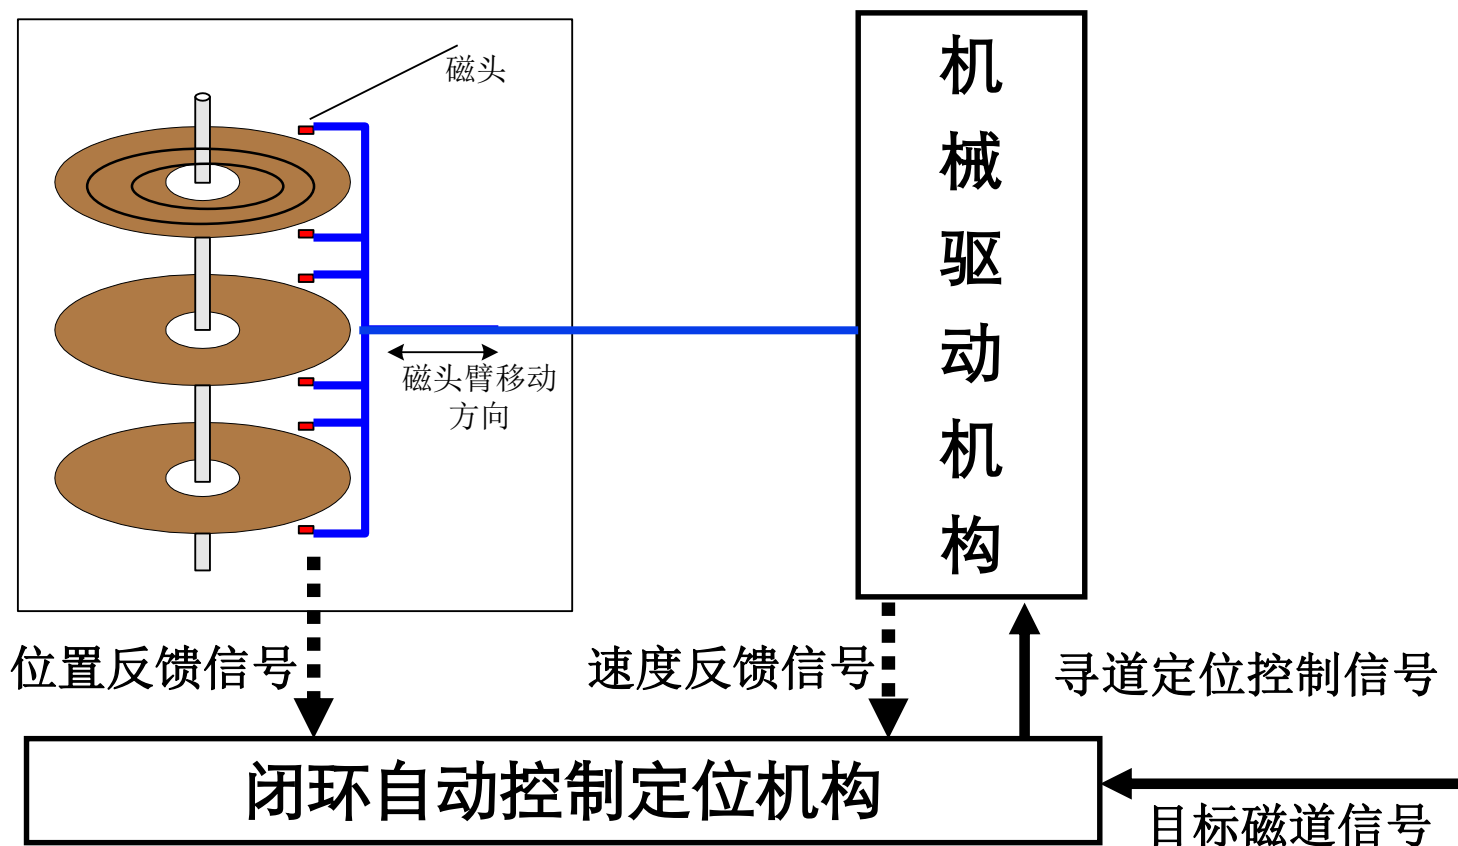 磁头
机
械
驱
动
机
构
磁头臂移动
方向
位置反馈信号
速度反馈信号
寻道定位控制信号
闭环自动控制定位机构
目标磁道信号